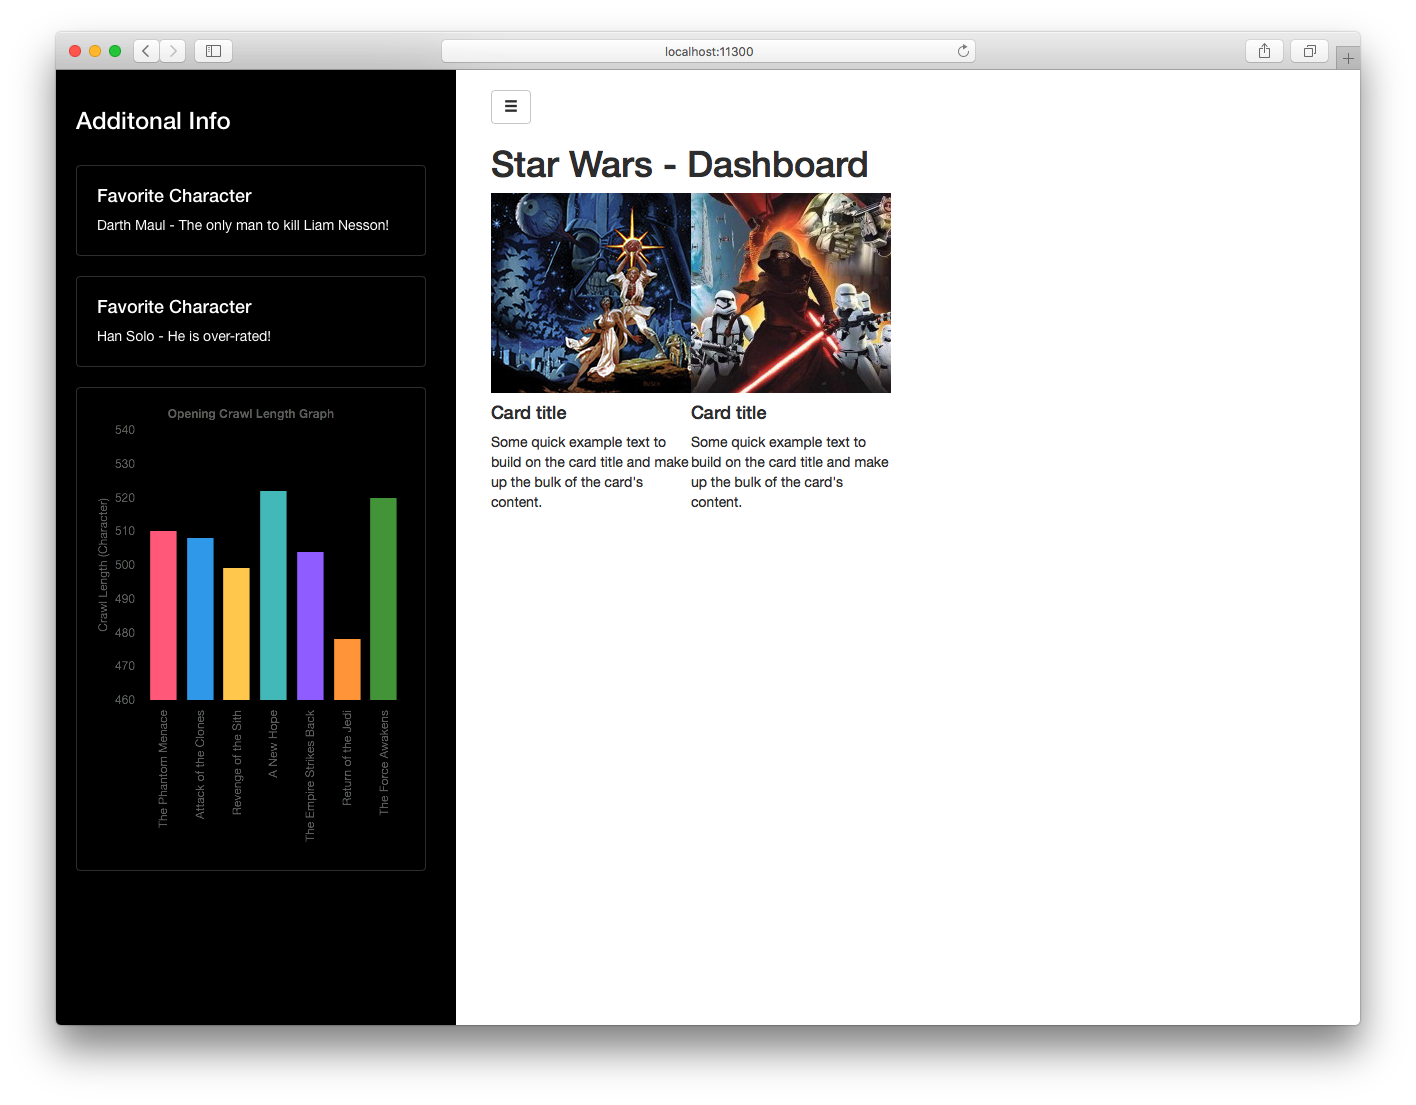 localhost:11300
Additonal Info
Favorite Character
Darth Maul - The only man to kill Liam Nesson!
Favorite Character
Han Solo - He is over-rated!
Opening Crawl Length Graph
Crawl Length (Character)
540
530
520
510
500
490
480
470
460
The Phantom Menace
Attack of the Clones
Revenge of the Sith
A New Hope
The Empire Strikes Back
Return of the Jedi
The Force Awakens
Star Wars - Dashboard
Card title
Some quick example text to
build on the card title and make
up the bulk of the card's
content.
Card title
Some quick example text to
build on the card title and make
up the bulk of the card's
content.